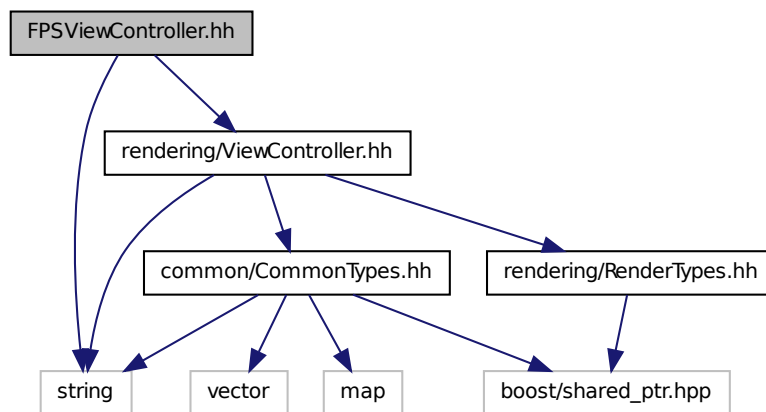 FPSViewController.hh
rendering/ViewController.hh
common/CommonTypes.hh
rendering/RenderTypes.hh
string
vector
map
boost/shared_ptr.hpp